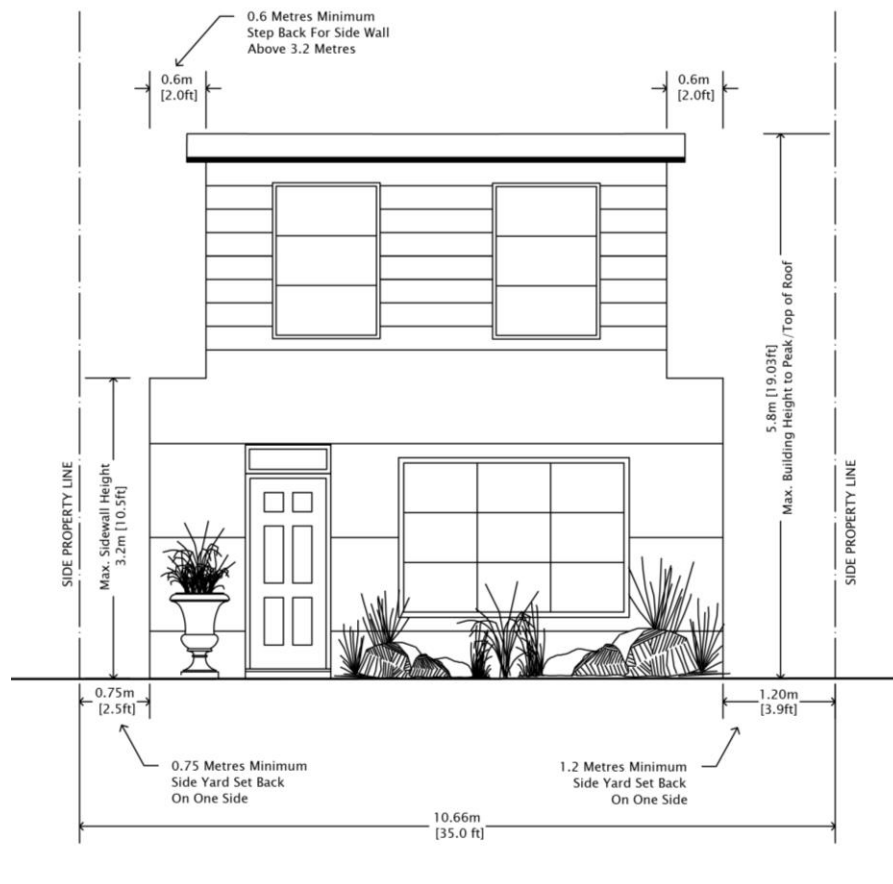 0.6 Metres Minimum
Step Back For Side Wall
Above 3.2 Metres
0.6m
[2.0ft]
0.6m
[2.0ft]
SIDE PROPERTY LINE
Max. Sidewall Height
3.2m [10.5ft]
5.8m [19.03ft]
Max. Building Height to Peak/Top of Roof
SIDE PROPERTY LINE
0.75m
[2.5ft]
1.20m
[3.9ft]
0.75 Metres Minimum
Side Yard Set Back
On One Side
1.2 Metres Minimum
Side Yard Set Back
On One Side
10.66m
[35.0 ft]